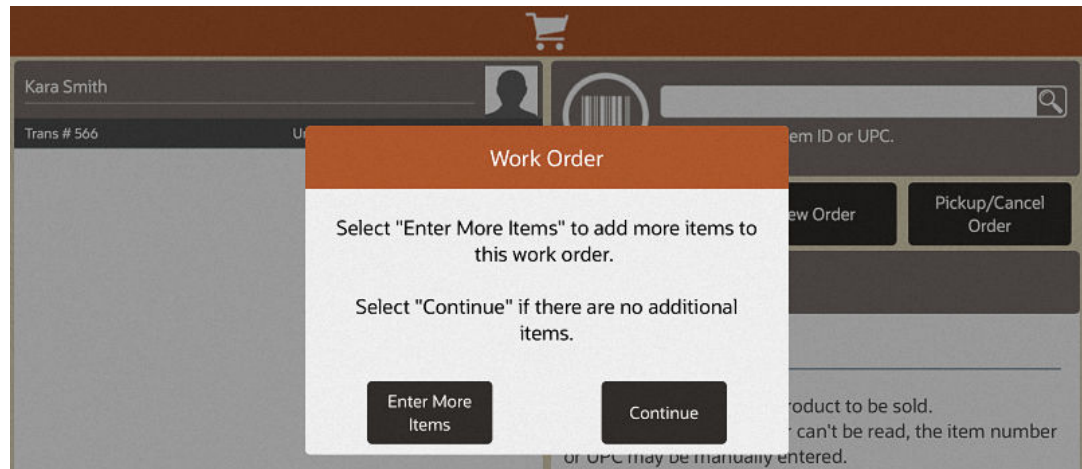 Kara Smith
Trans # 566
em ID or UPC.
Work Order
ew Order
Pickup/Cancel
Order
Select "Enter More Items" to add more items to
this work order.
Select "Continue" if there are no additional
items.
Enter More
Items
Continue
roduct to be sold.
can't be read, the item number
or UPC may be manually entered.